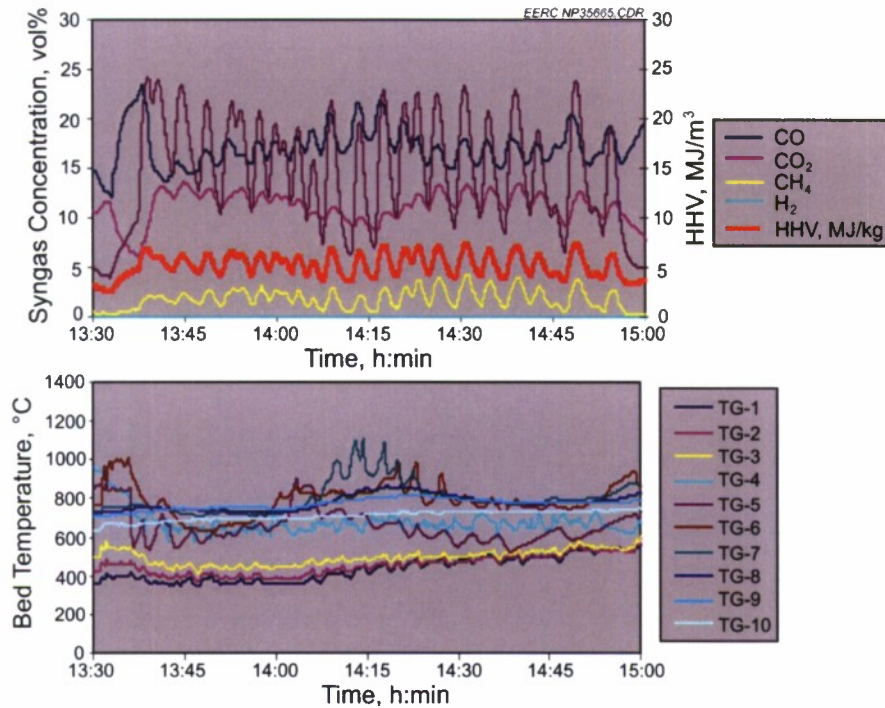 EERC NP35665.CDR
Syngas Concentration, vol%
30
25
20
15
10
5
0
30
25
20
15
10
5
0
HHV, MJ/m³
13:30 13:45 14:00 14:15 14:30 14:45 15:00
Time, h:min
CO
CO₂
CH₄
H₂
HHV, MJ/kg
Bed Temperature, °C
1400
1200
1000
800
600
400
200
0
13:30 13:45 14:00 14:15 14:30 14:45 15:00
Time, h:min
TG-1
TG-2
TG-3
TG-4
TG-5
TG-6
TG-7
TG-8
TG-9
TG-10